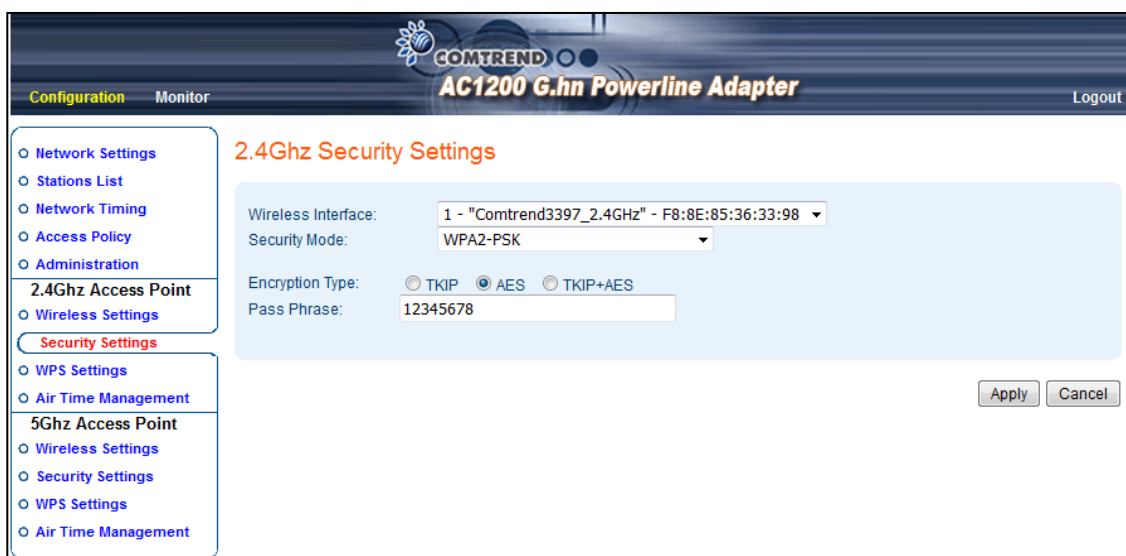 COMTREND
AC1200 G.hn Powerline Adapter
Configuration Monitor Logout
Network Settings
Stations List
Network Timing
Access Policy
Administration
2.4Ghz Access Point
Wireless Settings
Security Settings
WPS Settings
Air Time Management
5Ghz Access Point
Wireless Settings
Security Settings
WPS Settings
Air Time Management
2.4Ghz Security Settings
Wireless Interface: 1 - "Comtrend3397_2.4GHz" - F8:8E:85:36:33:98
Security Mode: WPA2-PSK
Encryption Type: TKIP AES TKIP+AES
Pass Phrase: 12345678
Apply Cancel